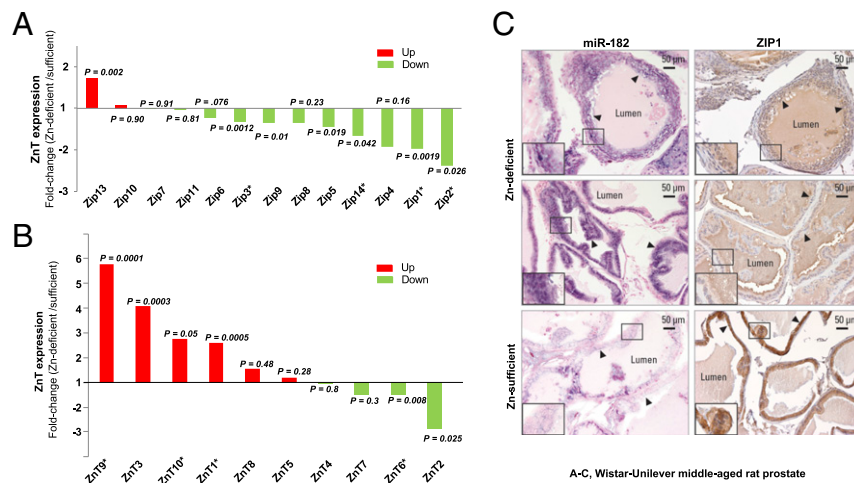 A
Up
Down
ZnT expression
Fold-change (Zn-deficient /sufficient)
2
1
-2
-3
P = 0.002
P = 0.90
P = 0.91
P = 0.81
P = .076
P = 0.0012
P = 0.01
P = 0.23
P = 0.019
P = 0.042
P = 0.16
P = 0.0019
P = 0.026
Zip13
Zip10
Zip7
Zip11
Zip6
Zip3*
Zip9
Zip8
Zip5
Zip14*
Zip4
Zip1*
Zip2*
B
Up
Down
ZnT expression
Fold-change (Zn-deficient /sufficient)
6
5
4
3
2
1
-2
-3
P = 0.0001
P = 0.0003
P = 0.05
P = 0.0005
P = 0.48
P = 0.28
P = 0.8
P = 0.3
P = 0.008
P = 0.025
ZnT9*
ZnT3
ZnT10*
ZnT1*
ZnT8
ZnT5
ZnT4
ZnT7
ZnT6*
ZnT2
C
miR-182
ZIP1
Zn-deficient
Zn-sufficient
50 µm
Lumen
50 µm
Lumen
50 µm
Lumen
50 µm
Lumen
50 µm
Lumen
50 µm
Lumen
A-C, Wistar-Unilever middle-aged rat prostate